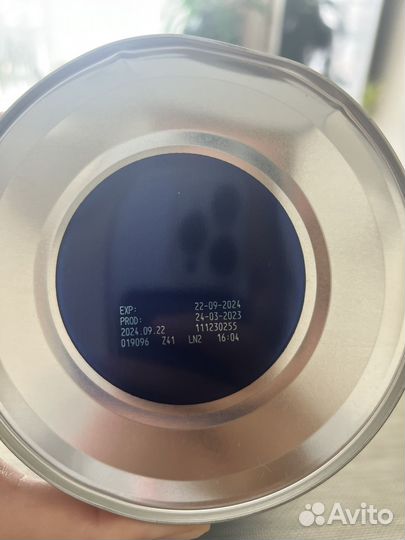 EXP: 22-09-2024
PROD: 24-03-2023
2024.09.22 111230255
019096 Z41 LN2 16:04
Avito